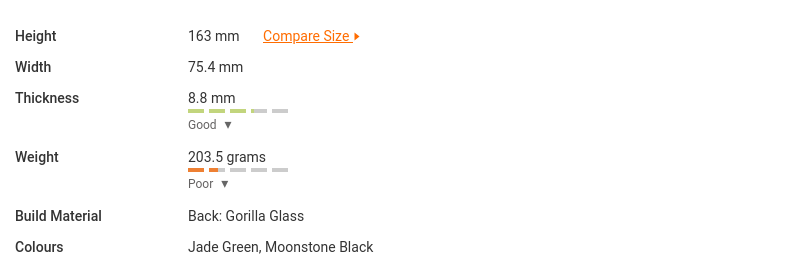 Height 163 mm Compare Size
Width 75.4 mm
Thickness 8.8 mm
Good ▼
Weight 203.5 grams
Poor ▼
Build Material Back: Gorilla Glass
Colours Jade Green, Moonstone Black